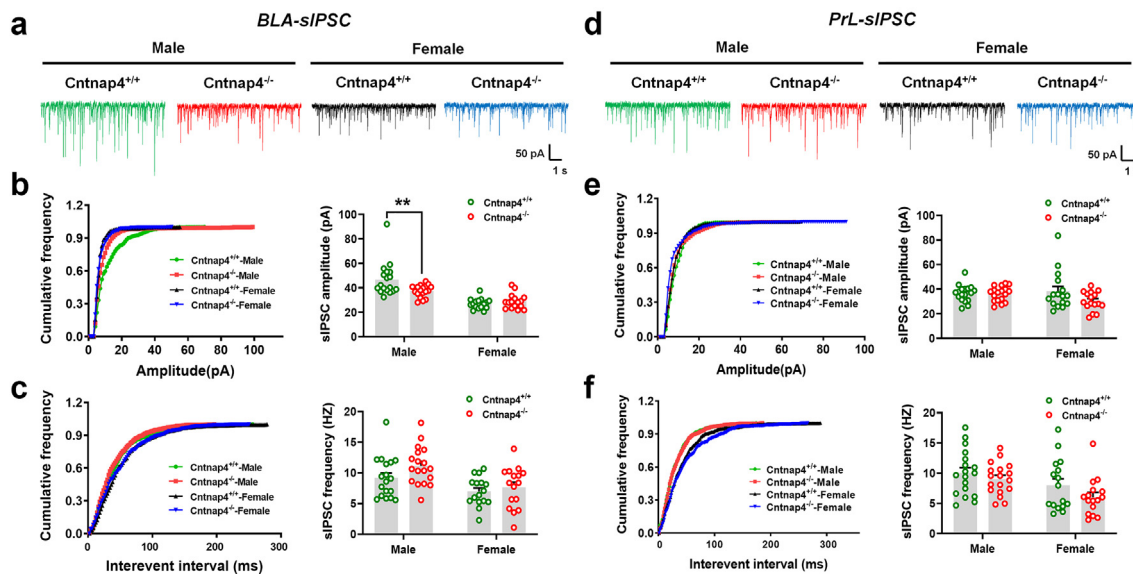 a BLA-sIPSC
Male Female
Cntnap4+/+ Cntnap4-/- Cntnap4+/+ Cntnap4-/-
50 pA
1 s
d PrL-sIPSC
Male Female
Cntnap4+/+ Cntnap4-/- Cntnap4+/+ Cntnap4-/-
50 pA
1
b
Cumulative frequency
1.2
0.9
0.6
0.3
0.0
0 20 40 60 80 100
Amplitude(pA)
Cntnap4+/+-Male
Cntnap4-/--Male
Cntnap4+/+-Female
Cntnap4-/--Female
sIPSC amplitude (pA)
100
80
60
40
20
0
Male Female
**
Cntnap4+/+
Cntnap4-/-
e
Cumulative frequency
1.2
0.9
0.6
0.3
0.0
0 20 40 60 80 100
Amplitude(pA)
Cntnap4+/+-Male
Cntnap4-/--Male
Cntnap4+/+-Female
Cntnap4-/--Female
sIPSC amplitude (pA)
100
80
60
40
20
0
Male Female
Cntnap4+/+
Cntnap4-/-
c
Cumulative frequency
1.2
0.9
0.6
0.3
0.0
0 100 200 300
Interevent interval (ms)
Cntnap4+/+-Male
Cntnap4-/--Male
Cntnap4+/+-Female
Cntnap4-/--Female
sIPSC frequency (HZ)
20
15
10
5
0
Male Female
Cntnap4+/+
Cntnap4-/-
f
Cumulative frequency
1.2
0.9
0.6
0.3
0.0
0 100 200 300
Interevent interval (ms)
Cntnap4+/+-Male
Cntnap4-/--Male
Cntnap4+/+-Female
Cntnap4-/--Female
sIPSC frequency (HZ)
20
15
10
5
0
Male Female
Cntnap4+/+
Cntnap4-/-